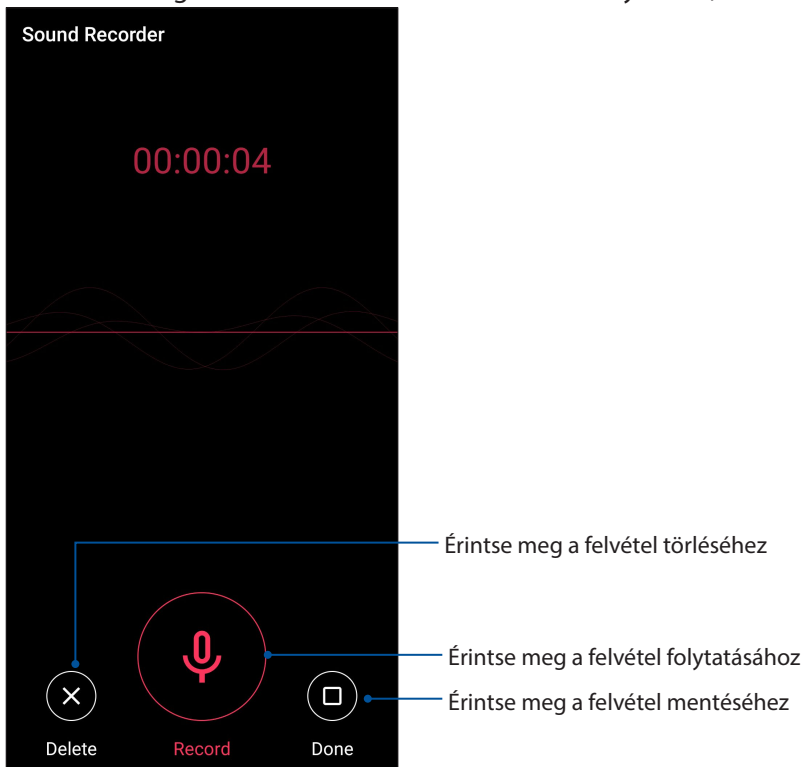 Sound Recorder
00:00:04
Érintse meg a felvétel törléséhez
Érintse meg a felvétel folytatásához
Érintse meg a felvétel mentéséhez
Delete
Record
Done